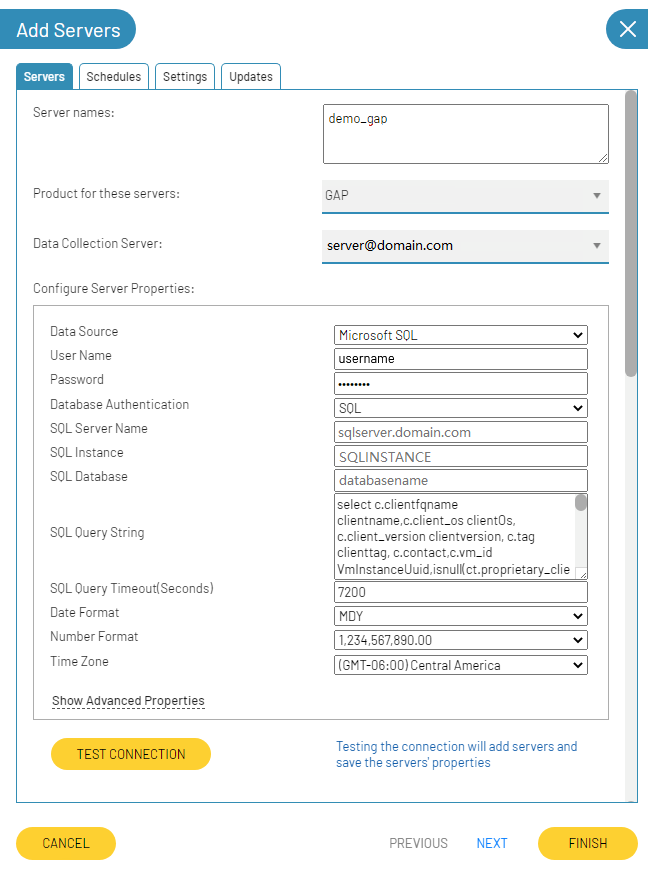 Add Servers
Servers
Schedules
Settings
Updates
Server names:
demo_gap
Product for these servers:
GAP
Data Collection Server:
server@domain.com
Configure Server Properties:
Data Source
Microsoft SQL
User Name
username
Password
••••••••
Database Authentication
SQL
SQL Server Name
sqlserver.domain.com
SQL Instance
SQLINSTANCE
SQL Database
databasename
SQL Query String
select c.clientfqname
clientname,c.client_os clientOs,
c.client_version clientversion, c.tag
clienttag, c.contact,c.vm_id
VmInstanceUuid,isnull(ct.proprietary_clie
SQL Query Timeout(Seconds)
7200
Date Format
MDY
Number Format
1,234,567,890.00
Time Zone
(GMT-06:00) Central America
Show Advanced Properties
TEST CONNECTION
Testing the connection will add servers and
save the servers' properties
CANCEL
PREVIOUS
NEXT
FINISH